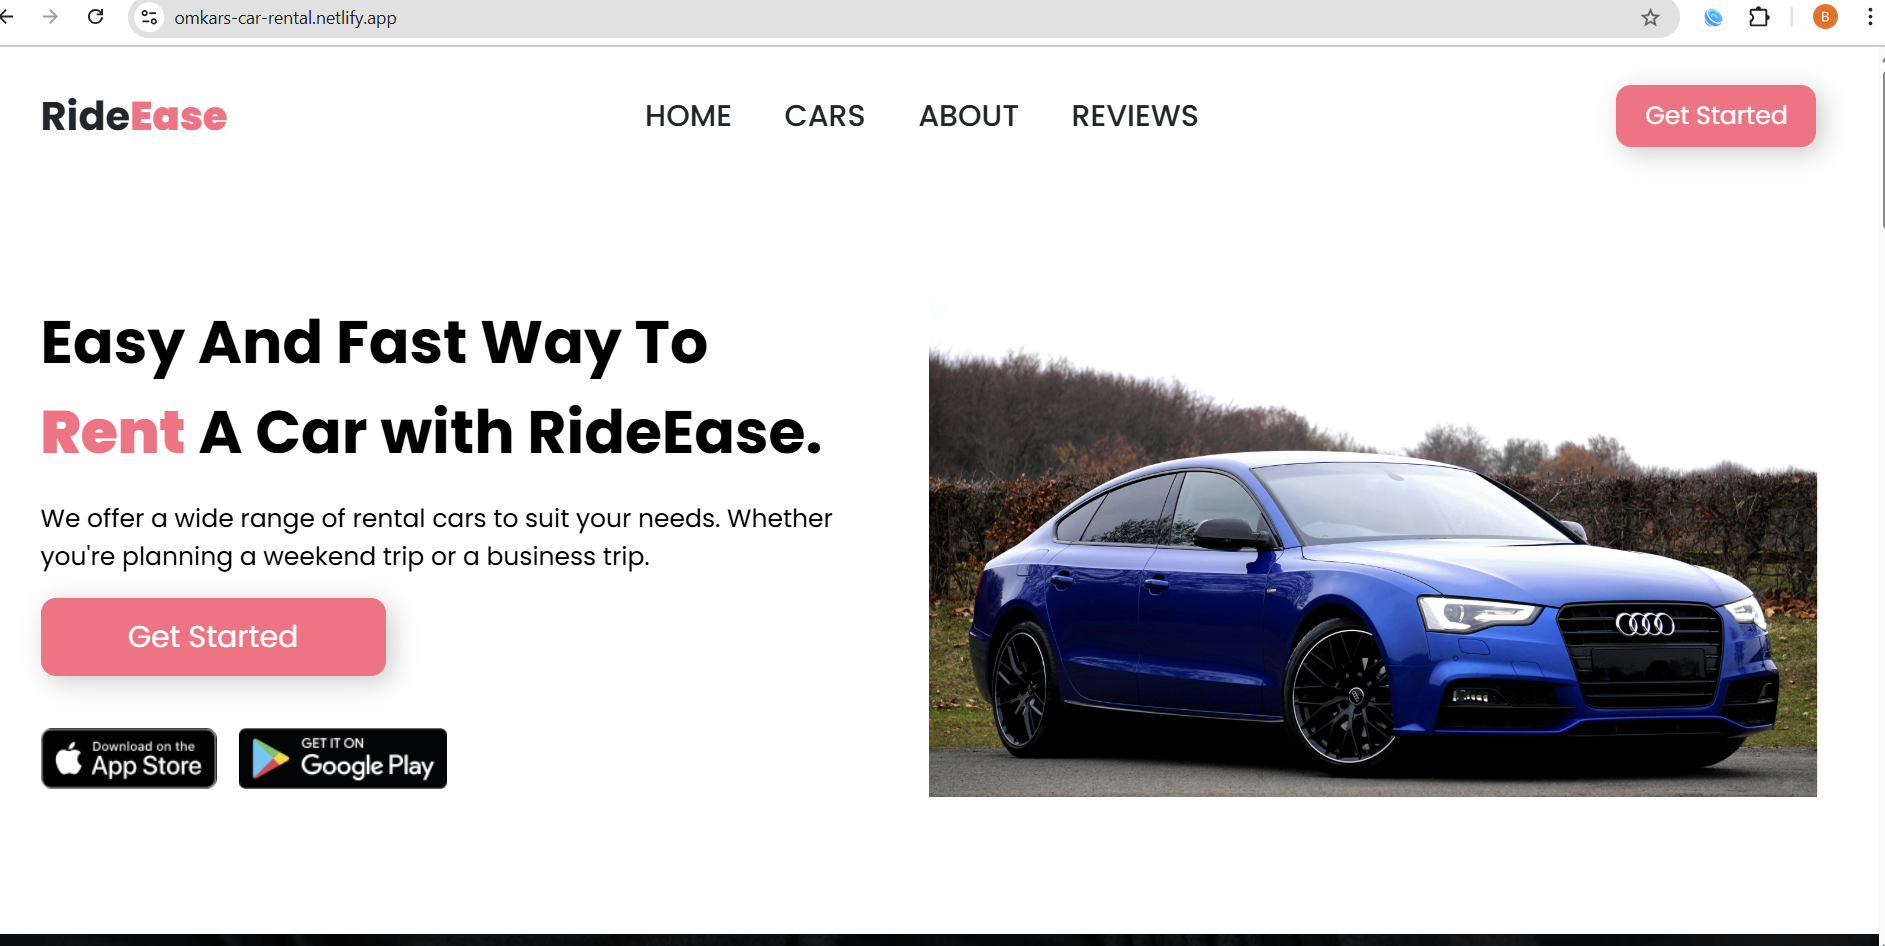 omkars-car-rental.netlify.app
B
RideEase
HOME CARS ABOUT REVIEWS
Get Started
Easy And Fast Way To
Rent A Car with RideEase.
We offer a wide range of rental cars to suit your needs. Whether
you're planning a weekend trip or a business trip.
Get Started
Download on the
App Store
GET IT ON
Google Play